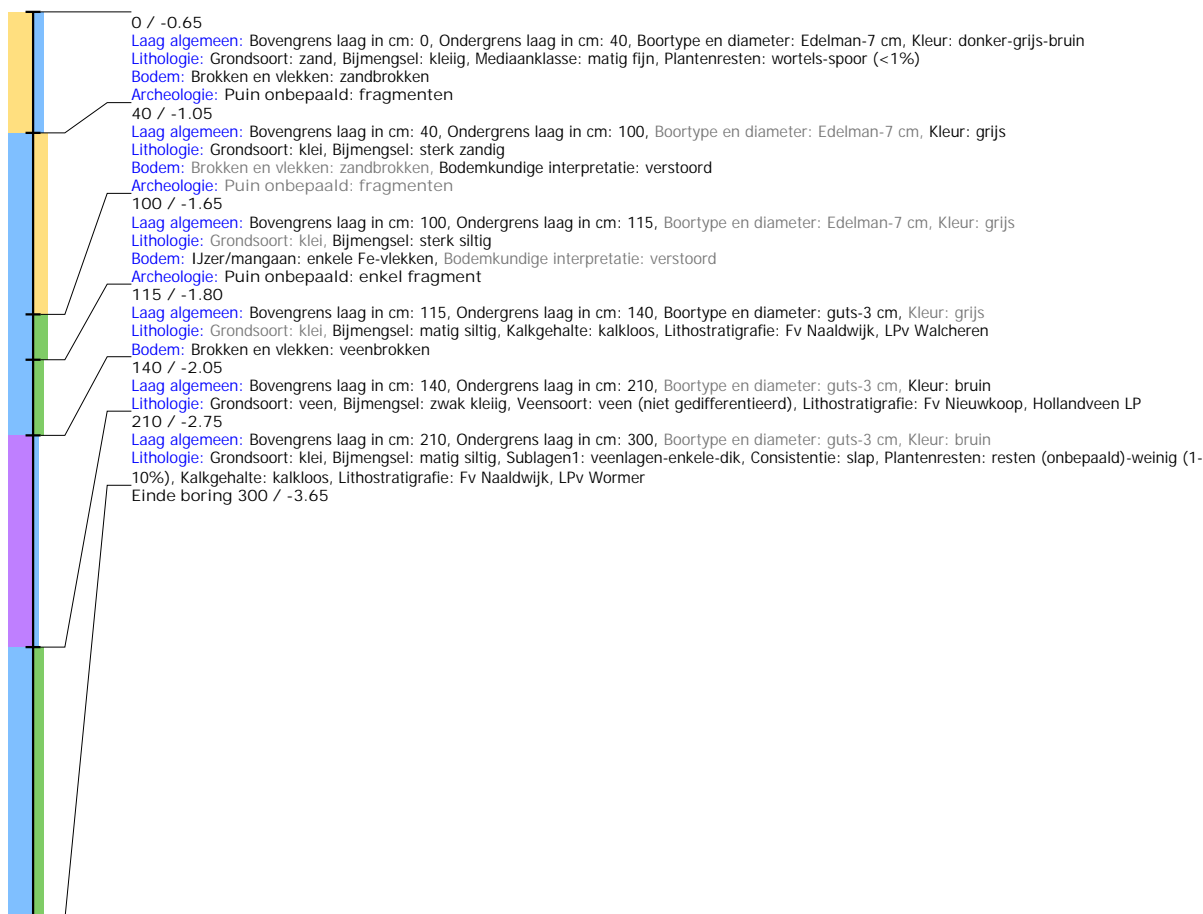 0 / -0.65
Laag algemeen: Bovengrens laag in cm: 0, Ondergrens laag in cm: 40, Boortype en diameter: Edelman-7 cm, Kleur: donker-grijs-bruin
Lithologie: Grondsoort: zand, Bijmengsel: kleiig, Mediaanklasse: matig fijn, Plantenresten: wortels-spoor (<1%)
Bodem: Brokken en vlekken: zandbrokken
Archeologie: Puin onbepaald: fragmenten
40 / -1.05
Laag algemeen: Bovengrens laag in cm: 40, Ondergrens laag in cm: 100, Boortype en diameter: Edelman-7 cm, Kleur: grijs
Lithologie: Grondsoort: klei, Bijmengsel: sterk zandig
Bodem: Brokken en vlekken: zandbrokken, Bodemkundige interpretatie: verstoord
Archeologie: Puin onbepaald: fragmenten
100 / -1.65
Laag algemeen: Bovengrens laag in cm: 100, Ondergrens laag in cm: 115, Boortype en diameter: Edelman-7 cm, Kleur: grijs
Lithologie: Grondsoort: klei, Bijmengsel: sterk siltig
Bodem: IJzer/mangaan: enkele Fe-vlekken, Bodemkundige interpretatie: verstoord
Archeologie: Puin onbepaald: enkel fragment
115 / -1.80
Laag algemeen: Bovengrens laag in cm: 115, Ondergrens laag in cm: 140, Boortype en diameter: guts-3 cm, Kleur: grijs
Lithologie: Grondsoort: klei, Bijmengsel: matig siltig, Kalkgehalte: kalkloos, Lithostratigrafie: Fv Naaldwijk, LPv Walcheren
Bodem: Brokken en vlekken: veenbrokken
140 / -2.05
Laag algemeen: Bovengrens laag in cm: 140, Ondergrens laag in cm: 210, Boortype en diameter: guts-3 cm, Kleur: bruin
Lithologie: Grondsoort: veen, Bijmengsel: zwak kleiig, Veensoort: veen (niet gedifferentieerd), Lithostratigrafie: Fv Nieuwkoop, Hollandveen LP
210 / -2.75
Laag algemeen: Bovengrens laag in cm: 210, Ondergrens laag in cm: 300, Boortype en diameter: guts-3 cm, Kleur: bruin
Lithologie: Grondsoort: klei, Bijmengsel: matig siltig, Sublagen1: veenlagen-enkele-dik, Consistentie: slap, Plantenresten: resten (onbepaald)-weinig (1-
10%), Kalkgehalte: kalkloos, Lithostratigrafie: Fv Naaldwijk, LPv Wormer
Einde boring 300 / -3.65